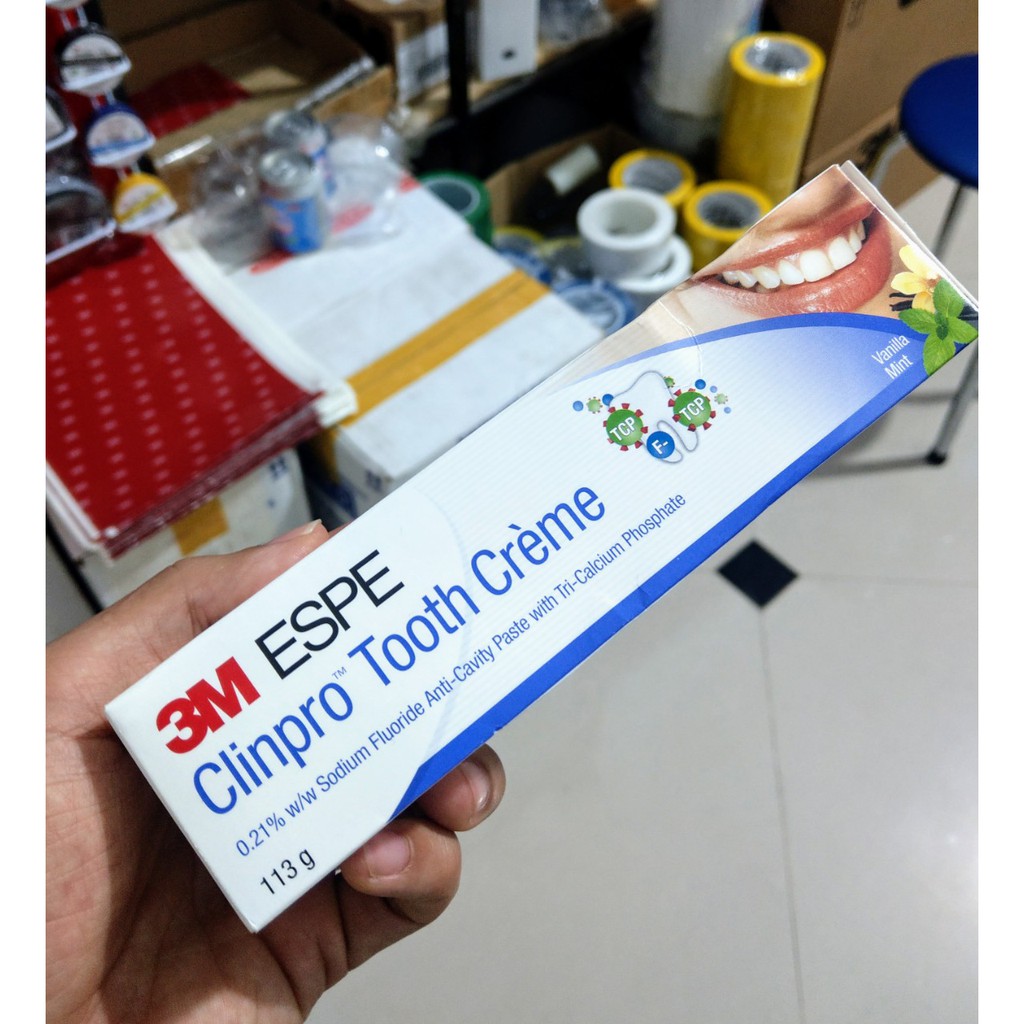 3M ESPE
Clinpro™ Tooth Crème
0.21% w/w Sodium Fluoride Anti-Cavity Paste with Tri-Calcium Phosphate
113 g
TCP
F-
TCP
Vanilla
Mint